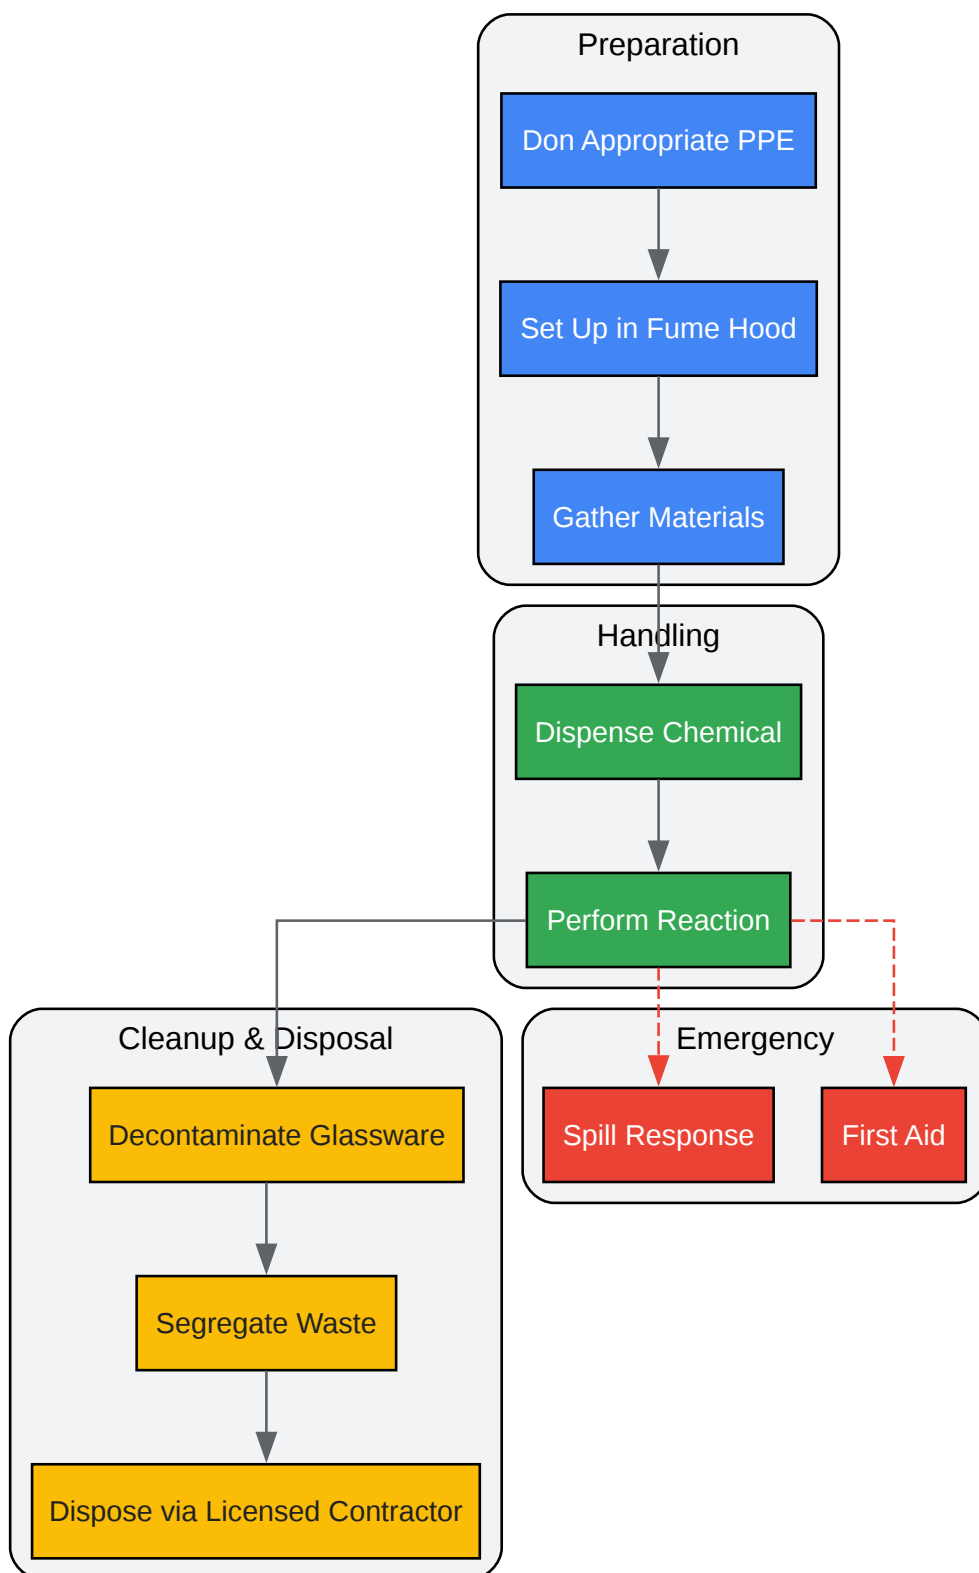 Preparation
Don Appropriate PPE
Set Up in Fume Hood
Gather Materials
Handling
Dispense Chemical
Perform Reaction
Cleanup & Disposal
Decontaminate Glassware
Segregate Waste
Dispose via Licensed Contractor
Emergency
Spill Response
First Aid